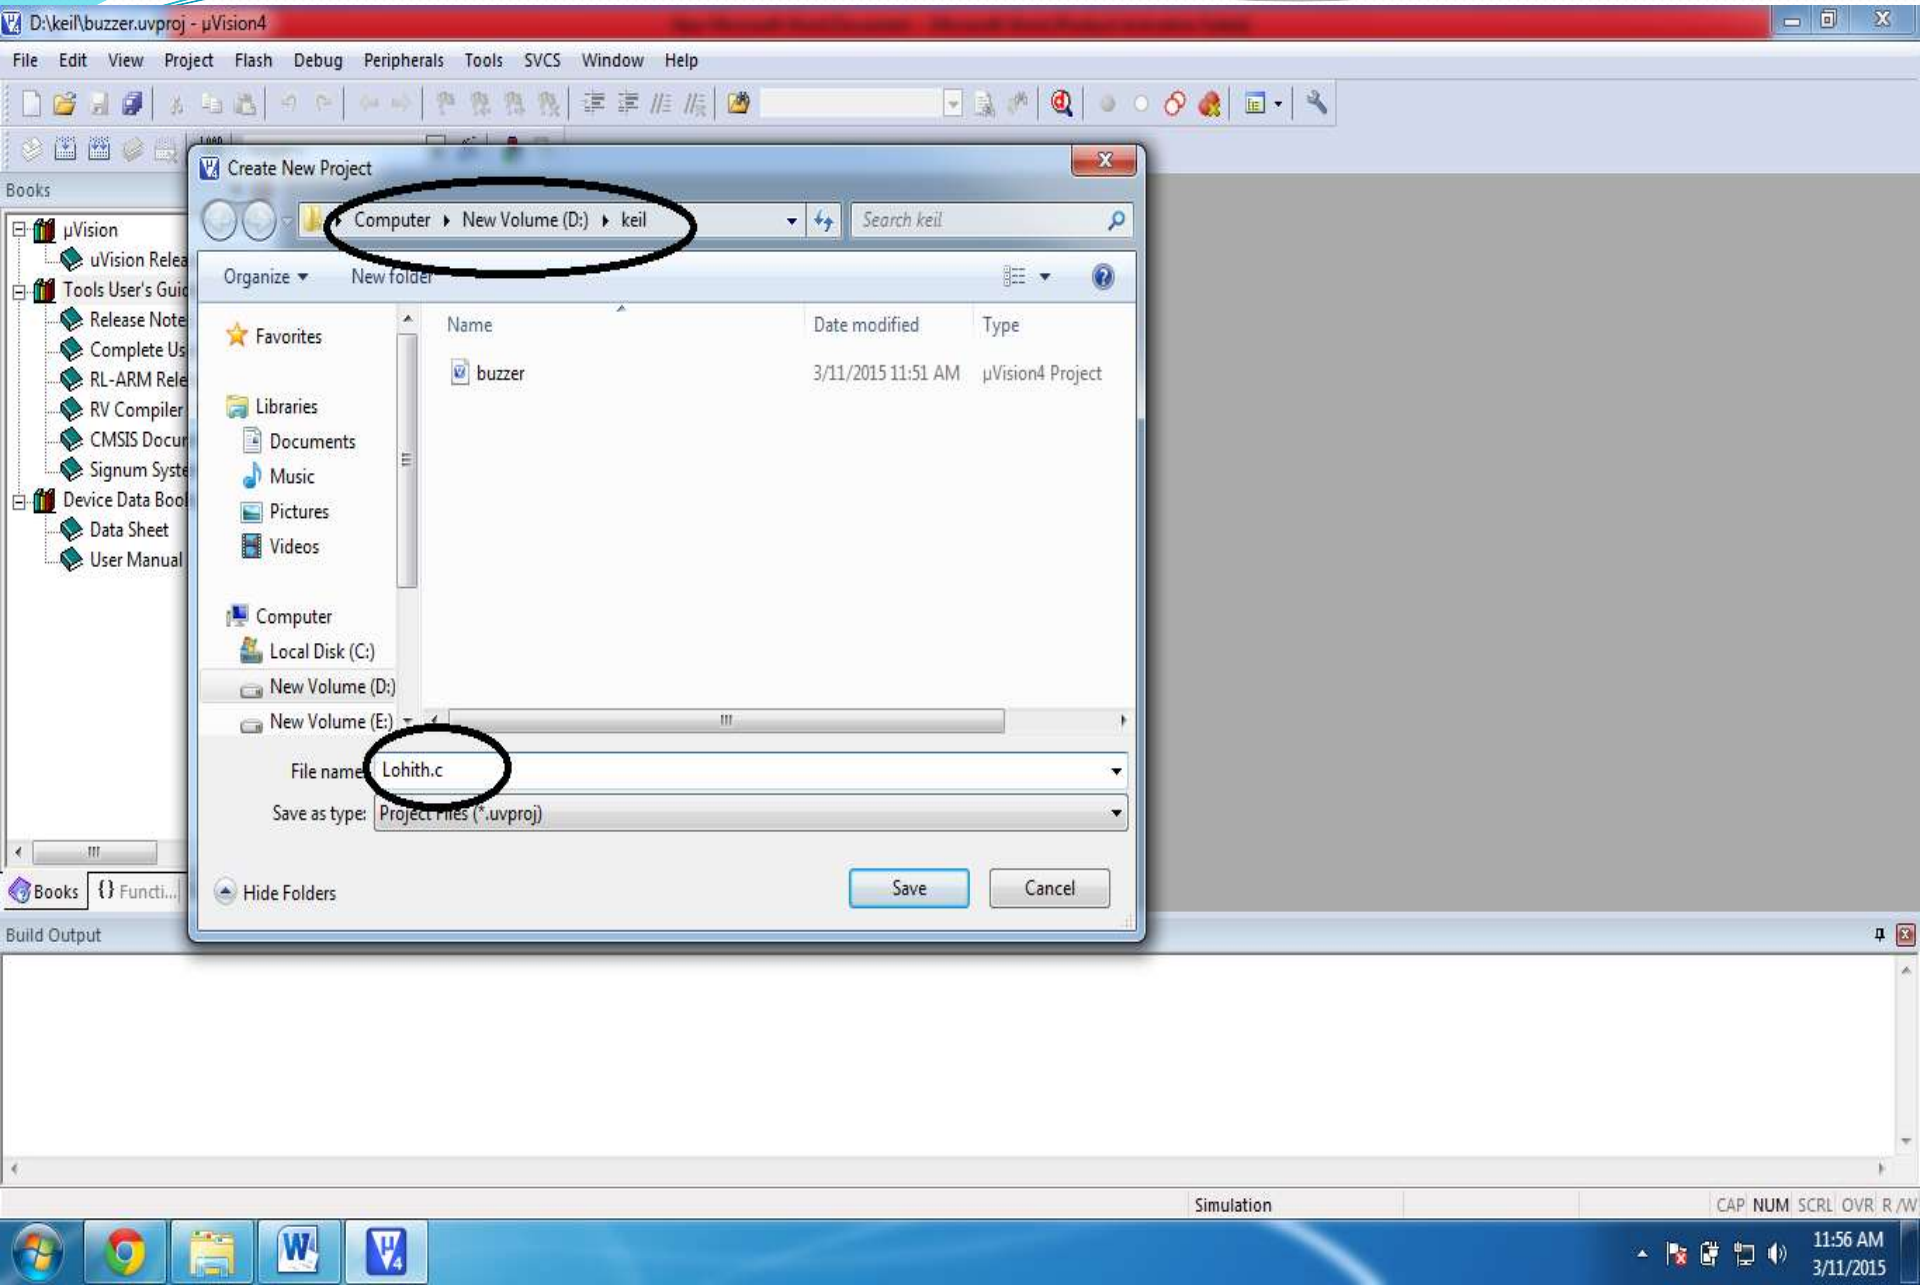 D:\keil\buzzer.uvproj - µVision4
File Edit View Project Flash Debug Peripherals Tools SVCS Window Help
Books
µVision
uVision Relea
Tools User's Guid
Release Note
Complete Us
RL-ARM Rele
RV Compiler
CMSIS Docur
Signum Syste
Device Data Bool
Data Sheet
User Manual
Books {} Functi...
Create New Project
Computer New Volume (D:) keil
Search keil
Organize New folder
Favorites
Libraries
Documents
Music
Pictures
Videos
Computer
Local Disk (C:)
New Volume (D:)
New Volume (E:)
Name Date modified Type
buzzer 3/11/2015 11:51 AM µVision4 Project
File name: Lohith.c
Save as type: Project Files (*.uvproj)
Hide Folders Save Cancel
Build Output
Simulation CAP NUM SCRL OVR R/W
11:56 AM
3/11/2015